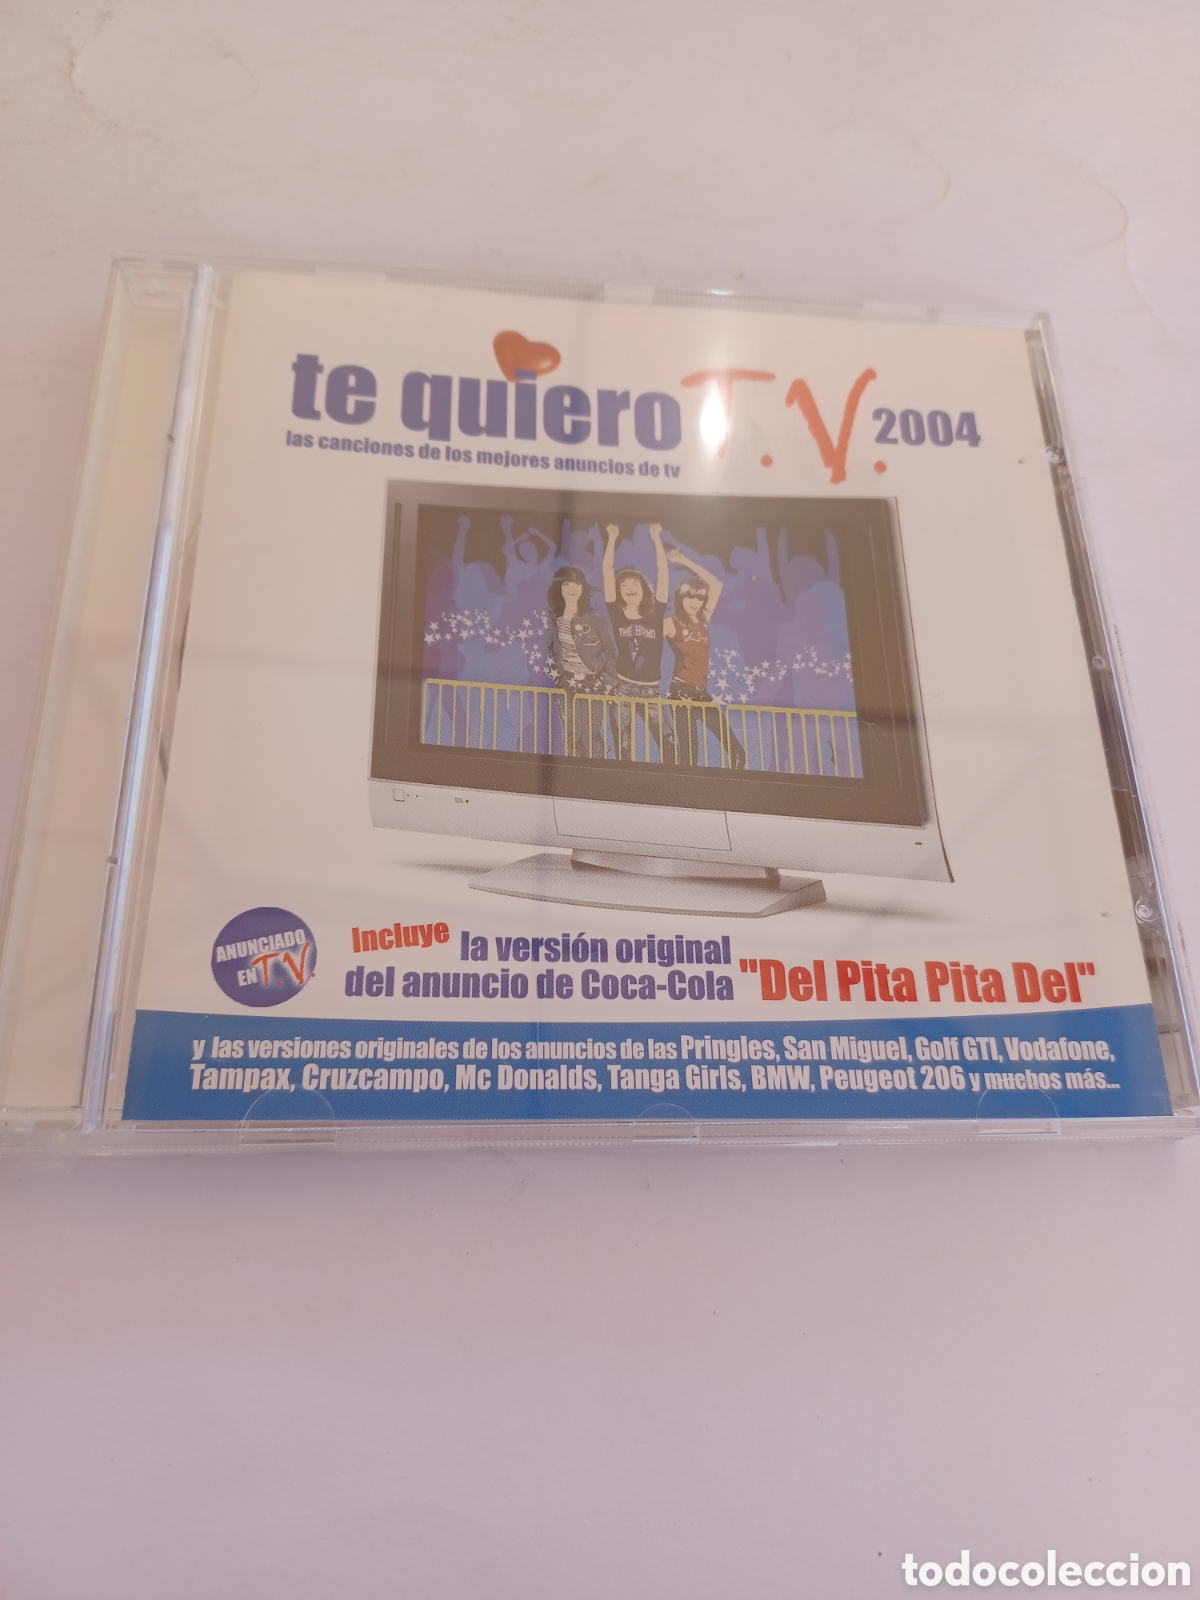 te quiero T.V. 2004
las canciones de los mejores anuncios de tv
THE BAND
ANUNCIADO
EN T.V.
Incluye la versión original
del anuncio de Coca-Cola "Del Pita Pita Del"
y las versiones originales de los anuncios de las Pringles, San Miguel, Golf GTI, Vodafone,
Tampax, Cruzcampo, Mc Donalds, Tanga Girls, BMW, Peugeot 206 y muchos más...
todocoleccion